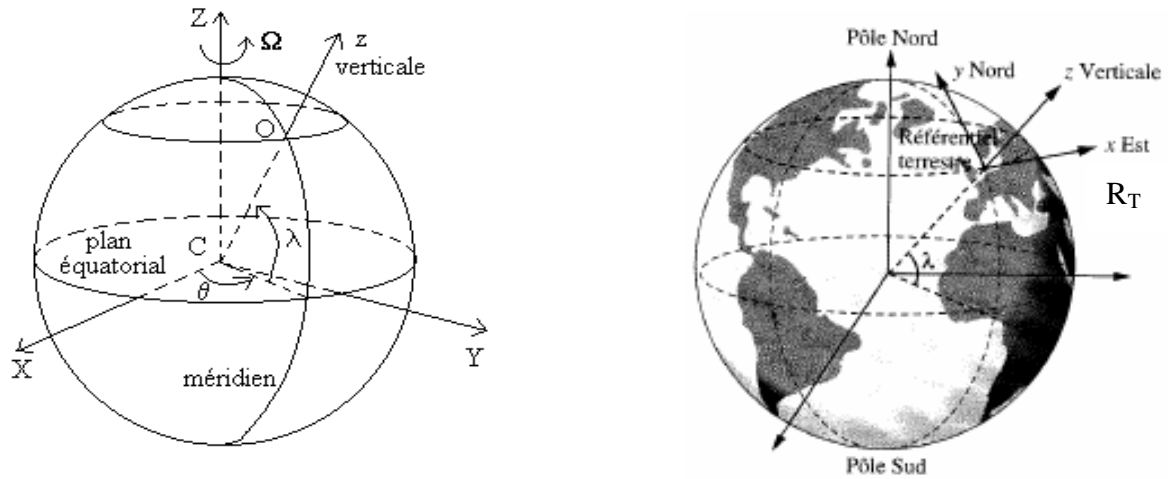 Z
Ω
z
verticale
O
plan
équatorial
C
λ
θ
X
Y
méridien
Pôle Nord
y Nord
z Verticale
Référentiel
terrestre
x Est
R_T
λ
Pôle Sud